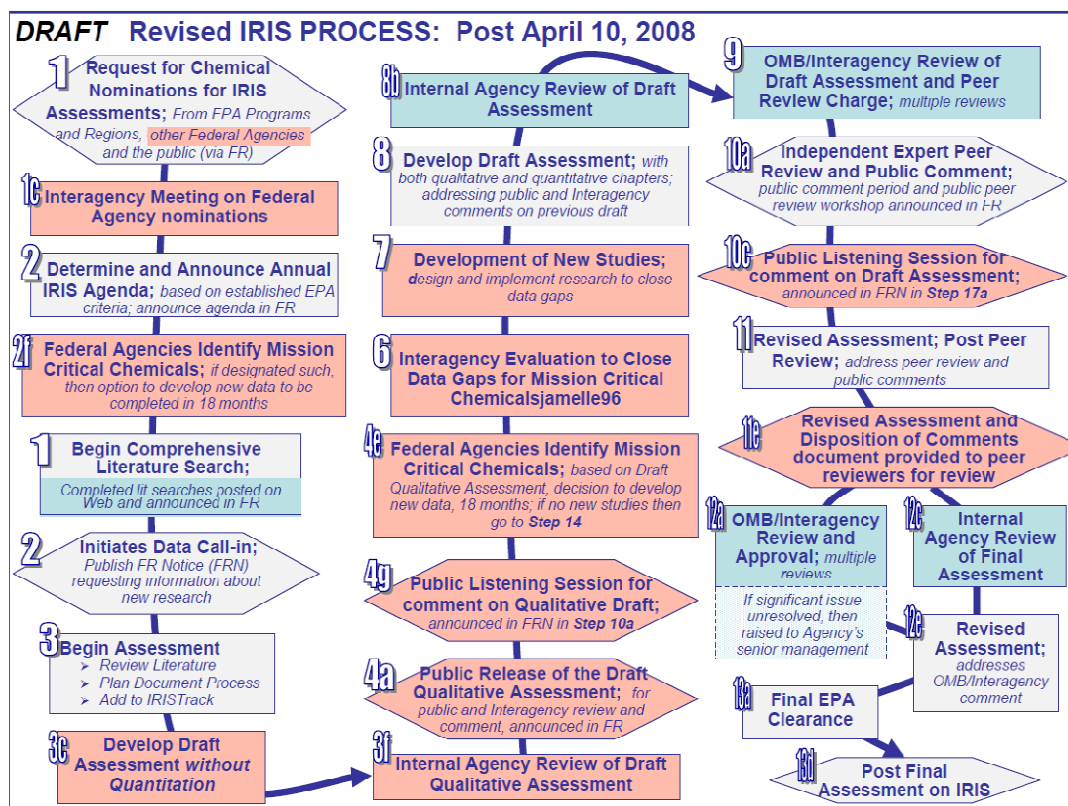 DRAFT Revised IRIS PROCESS: Post April 10, 2008
1
Request for Chemical
Nominations for IRIS
Assessments; From EPA Programs
and Regions, other Federal Agencies
and the public (via FR)
1c
Interagency Meeting on Federal
Agency nominations
2
Determine and Announce Annual
IRIS Agenda; based on established EPA
criteria; announce agenda in FR
2f
Federal Agencies Identify Mission
Critical Chemicals; if designated such,
then option to develop new data to be
completed in 18 months
1
Begin Comprehensive
Literature Search;
Completed lit searches posted on
Web and announced in FR
2
Initiates Data Call-in;
Publish FR Notice (FRN)
requesting information about
new research
3
Begin Assessment
➢ Review Literature
➢ Plan Document Process
➢ Add to IRISTrack
3c
Develop Draft
Assessment without
Quantitation
3f
Internal Agency Review of Draft
Qualitative Assessment
4a
Public Release of the Draft
Qualitative Assessment; for
public and Interagency review and
comment, announced in FR
4g
Public Listening Session for
comment on Qualitative Draft;
announced in FRN in Step 10a
4e
Federal Agencies Identify Mission
Critical Chemicals; based on Draft
Qualitative Assessment, decision to develop
new data, 18 months; if no new studies then
go to Step 14
6
Interagency Evaluation to Close
Data Gaps for Mission Critical
Chemicalsjamelle96
7
Development of New Studies;
design and implement research to close
data gaps
8
Develop Draft Assessment; with
both qualitative and quantitative chapters;
addressing public and Interagency
comments on previous draft
8b
Internal Agency Review of Draft
Assessment
9
OMB/Interagency Review of
Draft Assessment and Peer
Review Charge; multiple reviews
10a
Independent Expert Peer
Review and Public Comment;
public comment period and public peer
review workshop announced in FR
10c
Public Listening Session for
comment on Draft Assessment;
announced in FRN in Step 17a
11
Revised Assessment; Post Peer
Review; address peer review and
public comments
11e
Revised Assessment and
Disposition of Comments
document provided to peer
reviewers for review
12a
OMB/Interagency
Review and
Approval; multiple
reviews
If significant issue
unresolved, then
raised to Agency's
senior management
12c
Internal
Agency Review
of Final
Assessment
12e
Revised
Assessment;
addresses
OMB/Interagency
comment
13a
Final EPA
Clearance
13d
Post Final
Assessment on IRIS